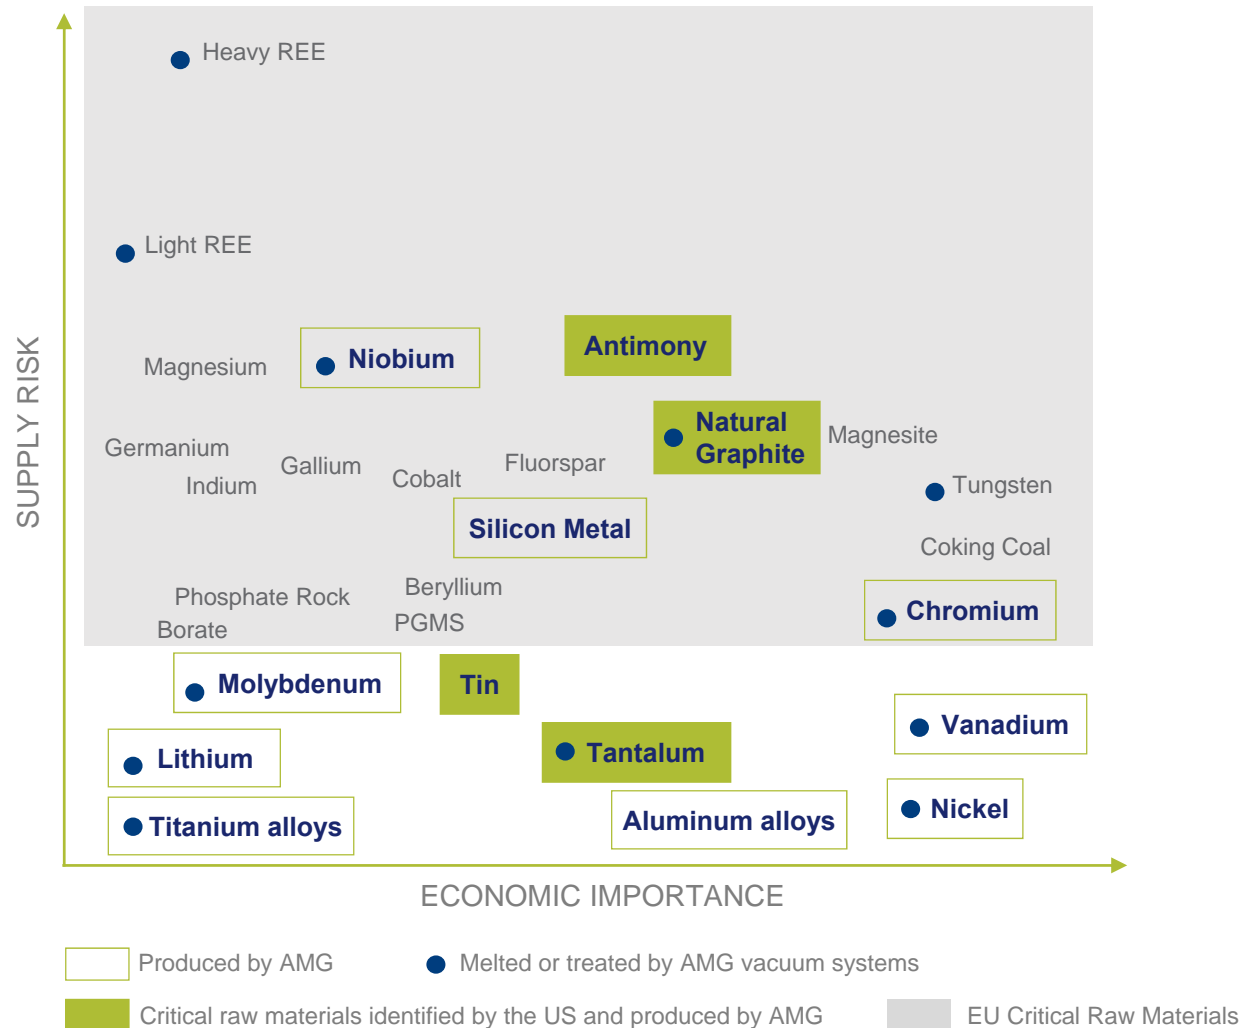 Heavy REE
Light REE
SUPPLY RISK
Magnesium
Niobium
Antimony
Natural
Graphite
Magnesite
Germanium
Indium
Gallium
Cobalt
Fluorspar
Tungsten
Silicon Metal
Coking Coal
Phosphate Rock
Beryllium
Chromium
Borate
PGMS
Molybdenum
Tin
Vanadium
Lithium
Tantalum
Titanium alloys
Aluminum alloys
Nickel
ECONOMIC IMPORTANCE
Produced by AMG
Melted or treated by AMG vacuum systems
Critical raw materials identified by the US and produced by AMG
EU Critical Raw Materials